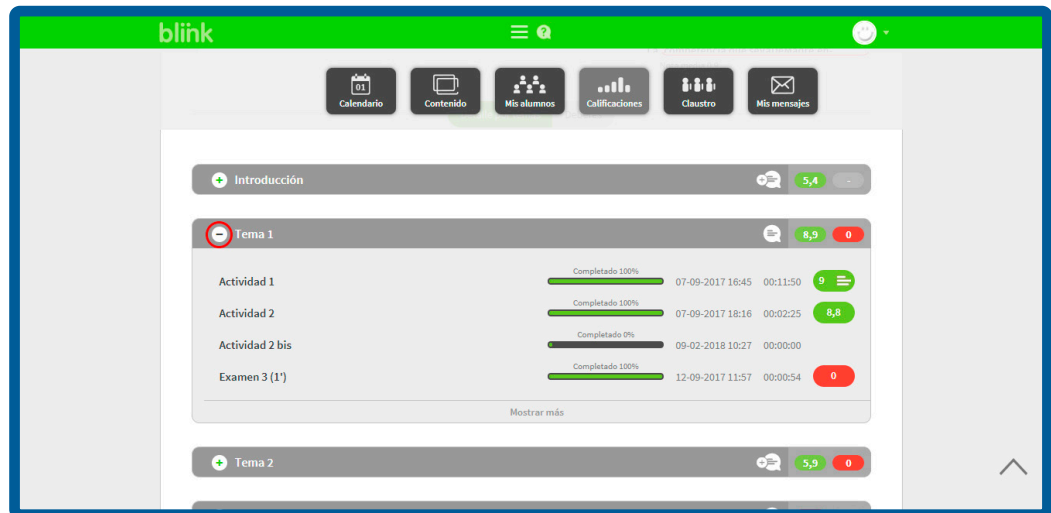 blink
01
Calendario
Contenido
Mis alumnos
Calificaciones
Claustro
Mis mensajes
Introducción 5,4 -
Tema 1 8,9 0
Actividad 1 Completado 100% 07-09-2017 16:45 00:11:50 9
Actividad 2 Completado 100% 07-09-2017 18:16 00:02:25 8,8
Actividad 2 bis Completado 0% 09-02-2018 10:27 00:00:00
Examen 3 (1') Completado 100% 12-09-2017 11:57 00:00:54 0
Mostrar más
Tema 2 5,9 0